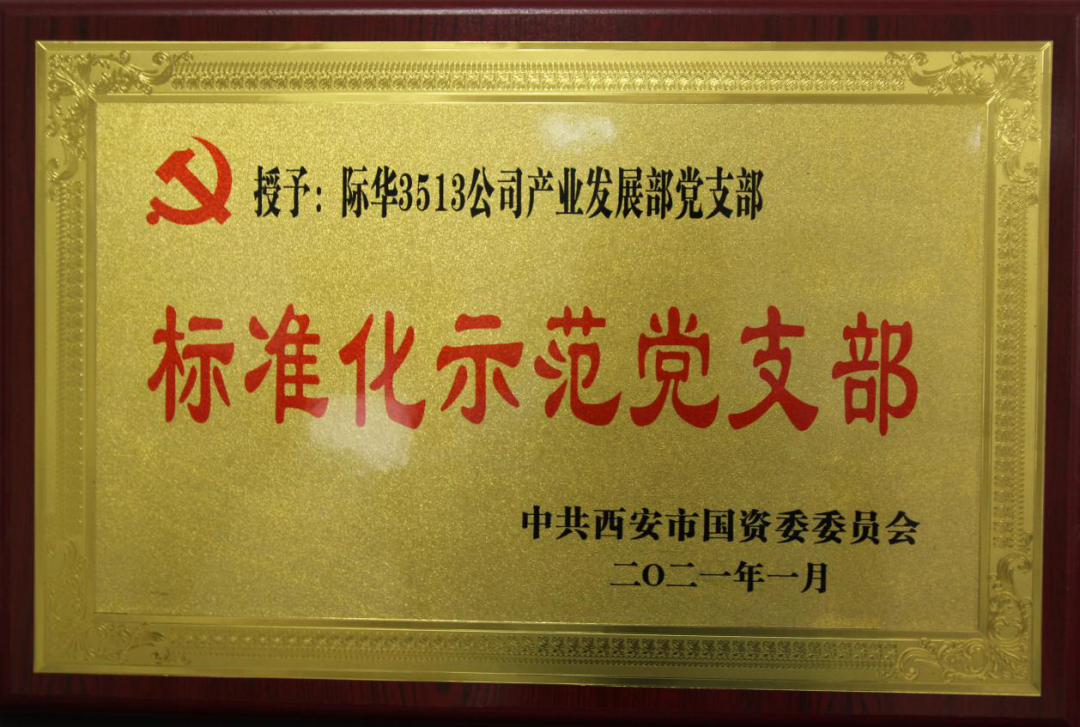 授予：际华3513公司产业发展部党支部
标准化示范党支部
中共西安市国资委委员会
二〇二一年一月